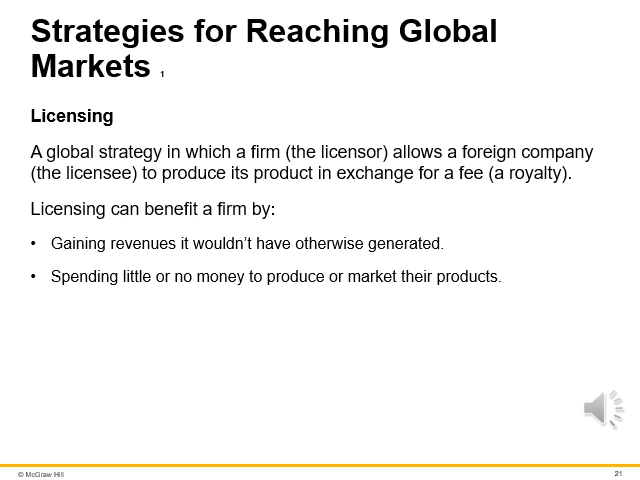 Strategies for Reaching Global
Markets 1
Licensing
A global strategy in which a firm (the licensor) allows a foreign company
(the licensee) to produce its product in exchange for a fee (a royalty).
Licensing can benefit a firm by:
• Gaining revenues it wouldn’t have otherwise generated.
• Spending little or no money to produce or market their products.
© McGraw Hill
21